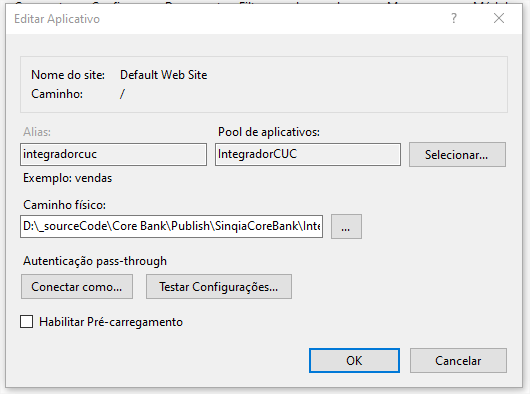 Editar Aplicativo
?
Nome do site: Default Web Site
Caminho: /
Alias:
Pool de aplicativos:
integradorcuc
IntegradorCUC
Selecionar...
Exemplo: vendas
Caminho físico:
D:\_sourceCode\Core Bank\Publish\SinqiaCoreBank\Inte
...
Autenticação pass-through
Conectar como...
Testar Configurações...
Habilitar Pré-carregamento
OK
Cancelar